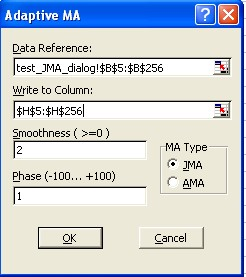 Adaptive MA
Data Reference:
test_JMA_dialog!$B$5:$B$256
Write to Column:
$H$5:$H$256
Smoothness ( >=0 )
2
MA Type
JMA
AMA
Phase (-100... +100)
1
OK
Cancel